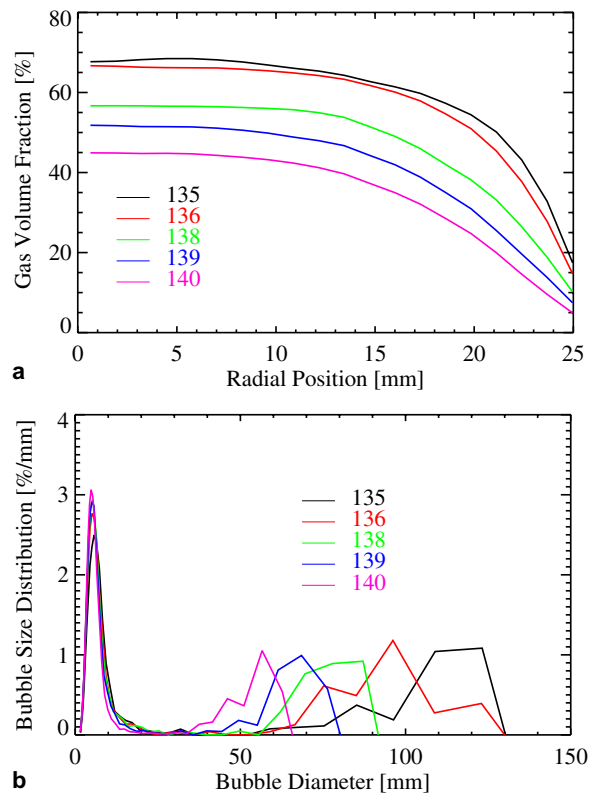 80
60
40
20
0
Gas Volume Fraction [%]
135
136
138
139
140
0 5 10 15 20 25
Radial Position [mm]
a
4
3
2
1
0
Bubble Size Distribution [%/mm]
135
136
138
139
140
0 50 100 150
Bubble Diameter [mm]
b